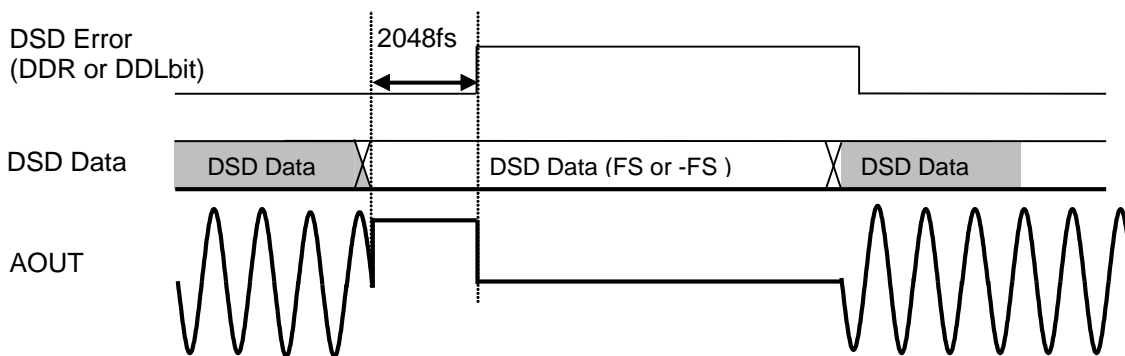 DSD Error
(DDR or DDLbit)
2048fs
DSD Data
DSD Data
DSD Data (FS or -FS )
DSD Data
AOUT